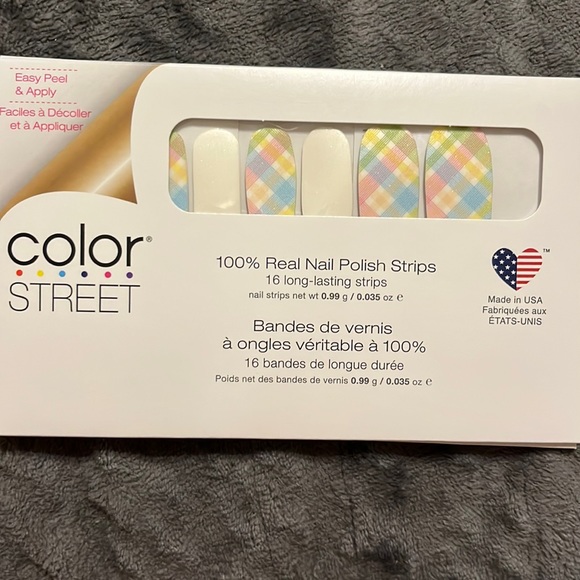 Easy Peel
& Apply
Faciles à Décoller
et à Appliquer
color®
STREET
100% Real Nail Polish Strips
16 long-lasting strips
nail strips net wt 0.99 g / 0.035 oz ℮
Bandes de vernis
à ongles véritable à 100%
16 bandes de longue durée
Poids net des bandes de vernis 0.99 g / 0.035 oz ℮
™
Made in USA
Fabriquées aux
ÉTATS-UNIS